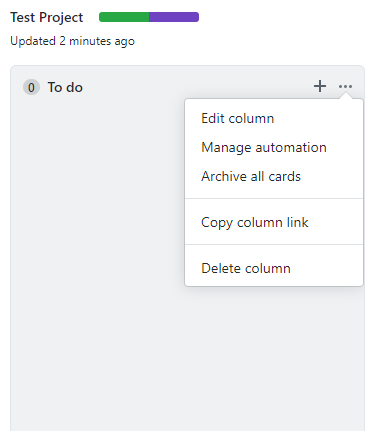 Test Project
Updated 2 minutes ago
0 To do
Edit column
Manage automation
Archive all cards
Copy column link
Delete column